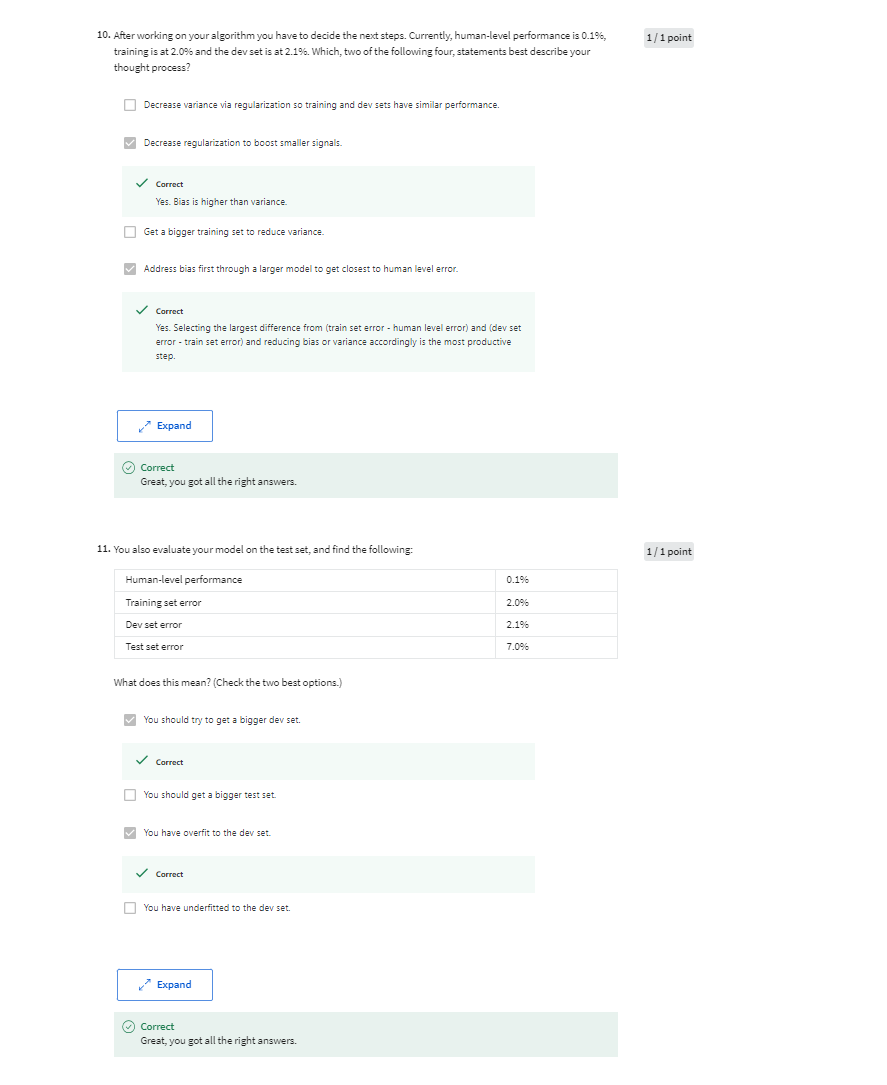 10. After working on your algorithm you have to decide the next steps. Currently, human-level performance is 0.1%,
1 / 1 point
training is at 2.0% and the dev set is at 2.1%. Which, two of the following four, statements best describe your
thought process?
Decrease variance via regularization so training and dev sets have similar performance.
Decrease regularization to boost smaller signals.
Correct
Yes. Bias is higher than variance.
Get a bigger training set to reduce variance.
Address bias first through a larger model to get closest to human level error.
Correct
Yes. Selecting the largest difference from (train set error - human level error) and (dev set
error - train set error) and reducing bias or variance accordingly is the most productive
step.
Expand
Correct
Great, you got all the right answers.
11. You also evaluate your model on the test set, and find the following:
1 / 1 point
Human-level performance 0.1%
Training set error 2.0%
Dev set error 2.1%
Test set error 7.0%
What does this mean? (Check the two best options.)
You should try to get a bigger dev set.
Correct
You should get a bigger test set.
You have overfit to the dev set.
Correct
You have underfitted to the dev set.
Expand
Correct
Great, you got all the right answers.